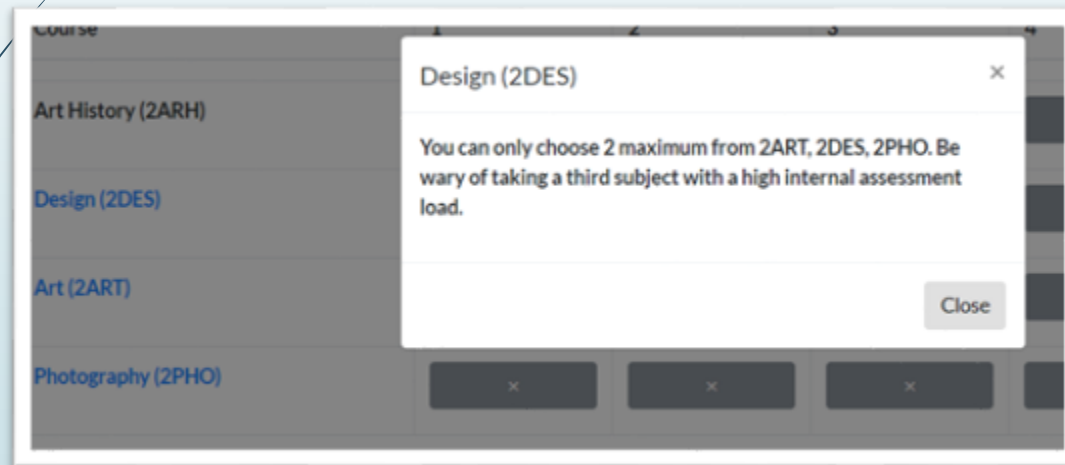 Course 1 2 3 4
Design (2DES) ×
Art History (2ARH)
You can only choose 2 maximum from 2ART, 2DES, 2PHO. Be
wary of taking a third subject with a high internal assessment
load.
Design (2DES)
Art (2ART)
Close
Photography (2PHO) × × ×